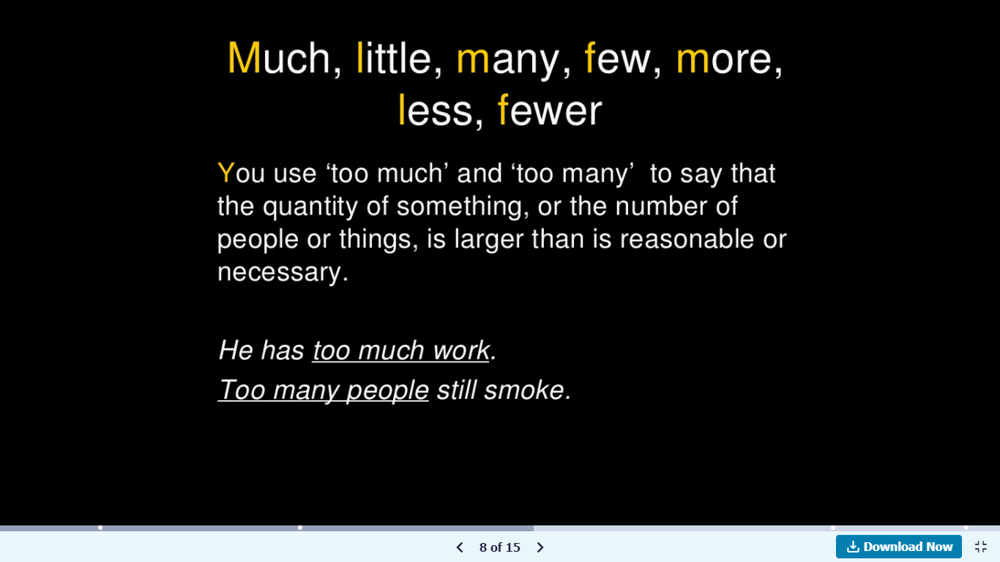 Much, little, many, few, more,
less, fewer
You use ‘too much’ and ‘too many’  to say that
the quantity of something, or the number of
people or things, is larger than is reasonable or
necessary.
He has too much work.
Too many people still smoke.
8 of 15
Download Now